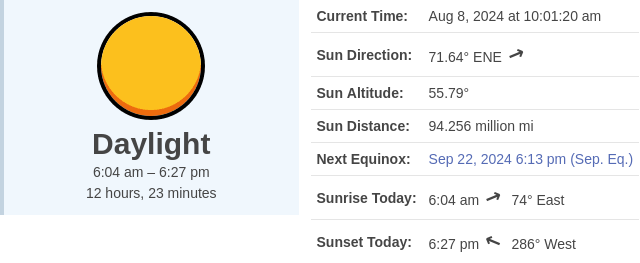 Daylight
6:04 am – 6:27 pm
12 hours, 23 minutes
Current Time: Aug 8, 2024 at 10:01:20 am
Sun Direction: 71.64° ENE
Sun Altitude: 55.79°
Sun Distance: 94.256 million mi
Next Equinox: Sep 22, 2024 6:13 pm (Sep. Eq.)
Sunrise Today: 6:04 am 74° East
Sunset Today: 6:27 pm 286° West